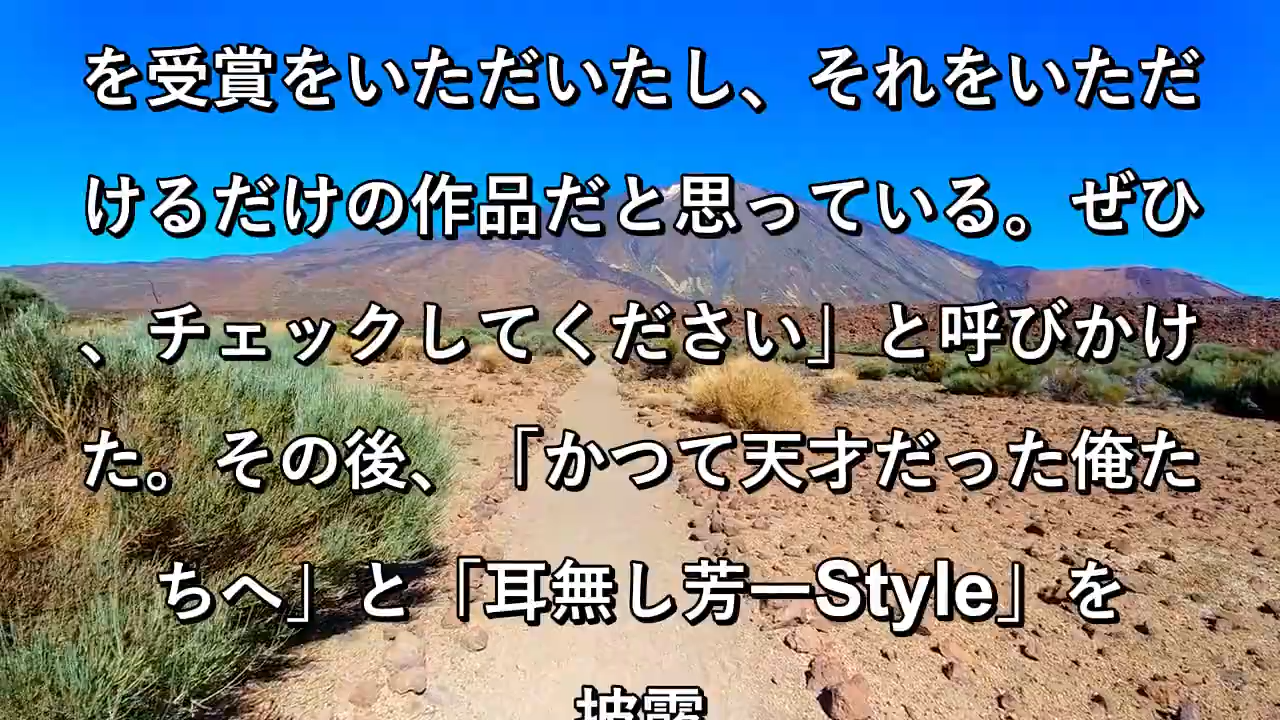 を受賞をいただいたし、それをいただ
けるだけの作品だと思っている。ぜひ
、チェックしてください」と呼びかけ
た。その後、「かつて天才だった俺た
ちへ」と「耳無し芳一Style」を
披露